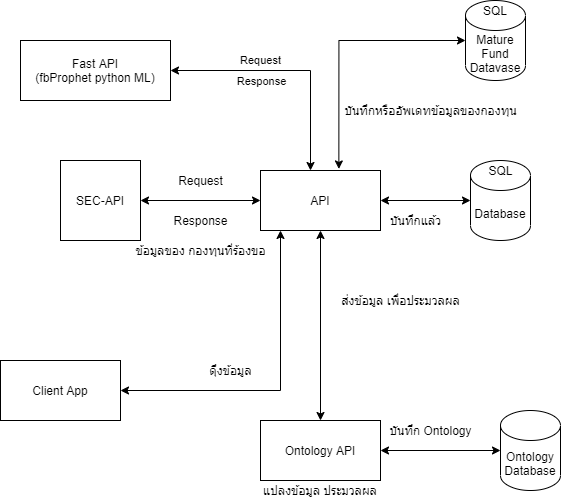 SQL
Mature
Fund
Datavase
Fast API
(fbProphet python ML)
Request
Response
บันทึกหรืออัพเดทข้อมูลของกองทุน
SEC-API
Request
Response
ข้อมูลของ กองทุนที่ร้องขอ
API
บันทึกแล้ว
SQL
Database
ส่งข้อมูล เพื่อประมวลผล
ดึงข้อมูล
Client App
Ontology API
แปลงข้อมูล ประมวลผล
บันทึก Ontology
Ontology
Database